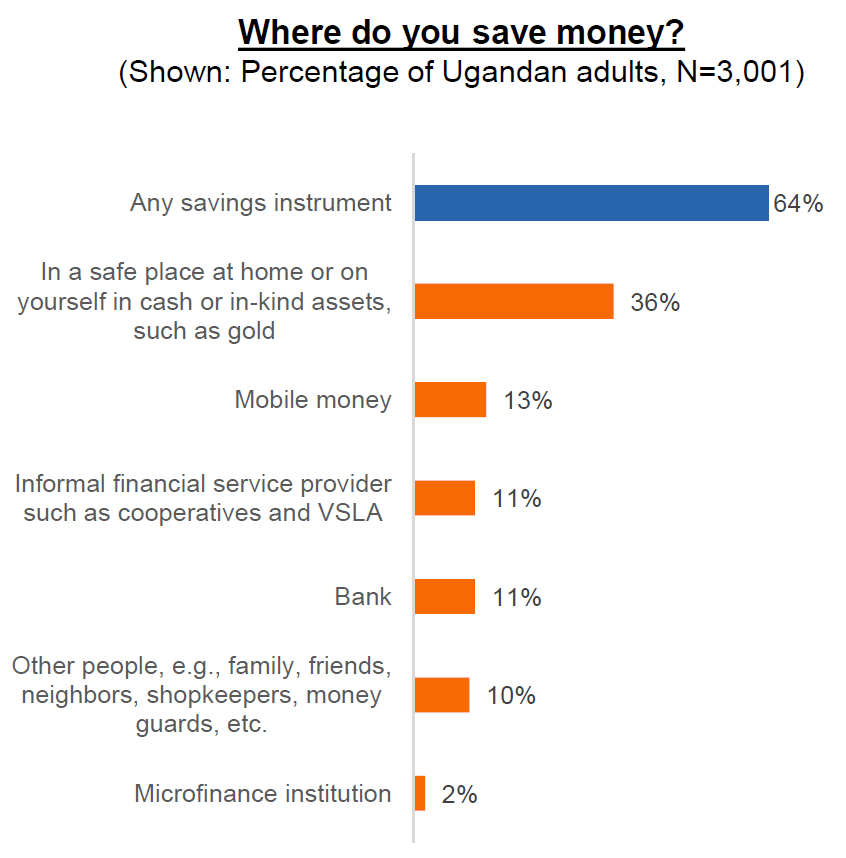 Where do you save money?
(Shown: Percentage of Ugandan adults, N=3,001)
Any savings instrument
64%
In a safe place at home or on
yourself in cash or in-kind assets,
such as gold
36%
Mobile money
13%
Informal financial service provider
such as cooperatives and VSLA
11%
Bank
11%
Other people, e.g., family, friends,
neighbors, shopkeepers, money
guards, etc.
10%
Microfinance institution
2%